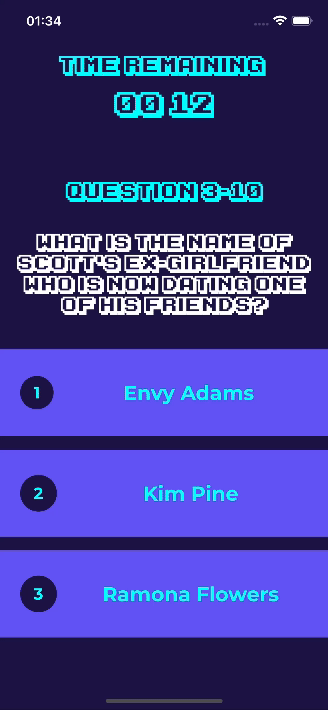 01:34
TIME REMAINING
00 12
QUESTION 3-10
WHAT IS THE NAME OF
SCOTT'S EX-GIRLFRIEND
WHO IS NOW DATING ONE
OF HIS FRIENDS?
1 Envy Adams
2 Kim Pine
3 Ramona Flowers